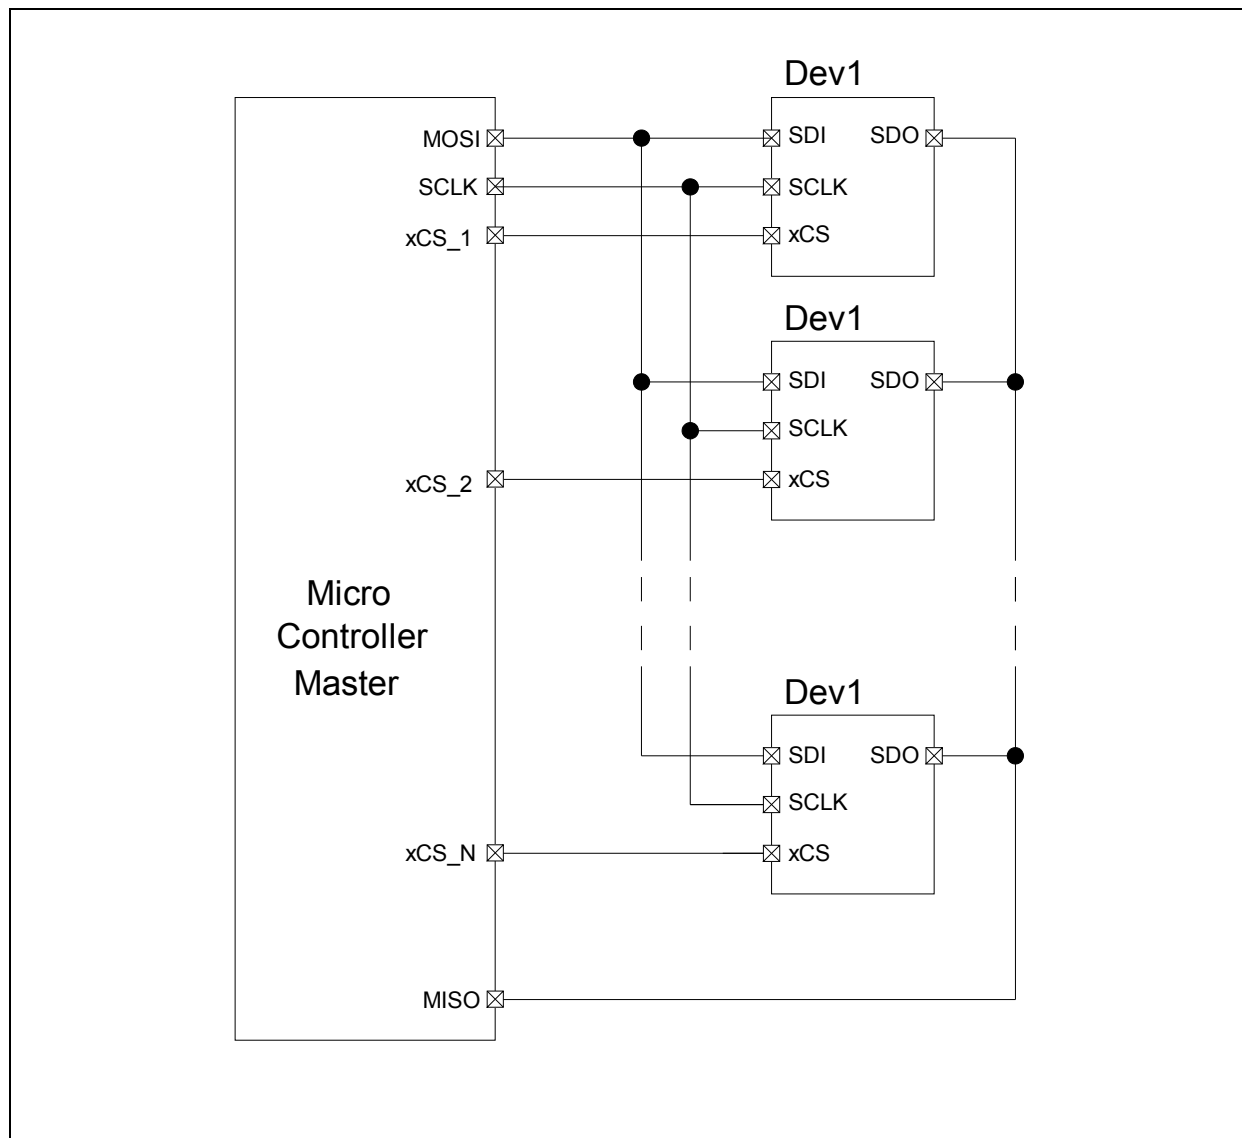 Dev1
MOSI
SDI
SDO
SCLK
SCLK
xCS_1
xCS
Dev1
SDI
SDO
SCLK
xCS_2
xCS
Micro
Controller
Master
Dev1
SDI
SDO
SCLK
xCS_N
xCS
MISO